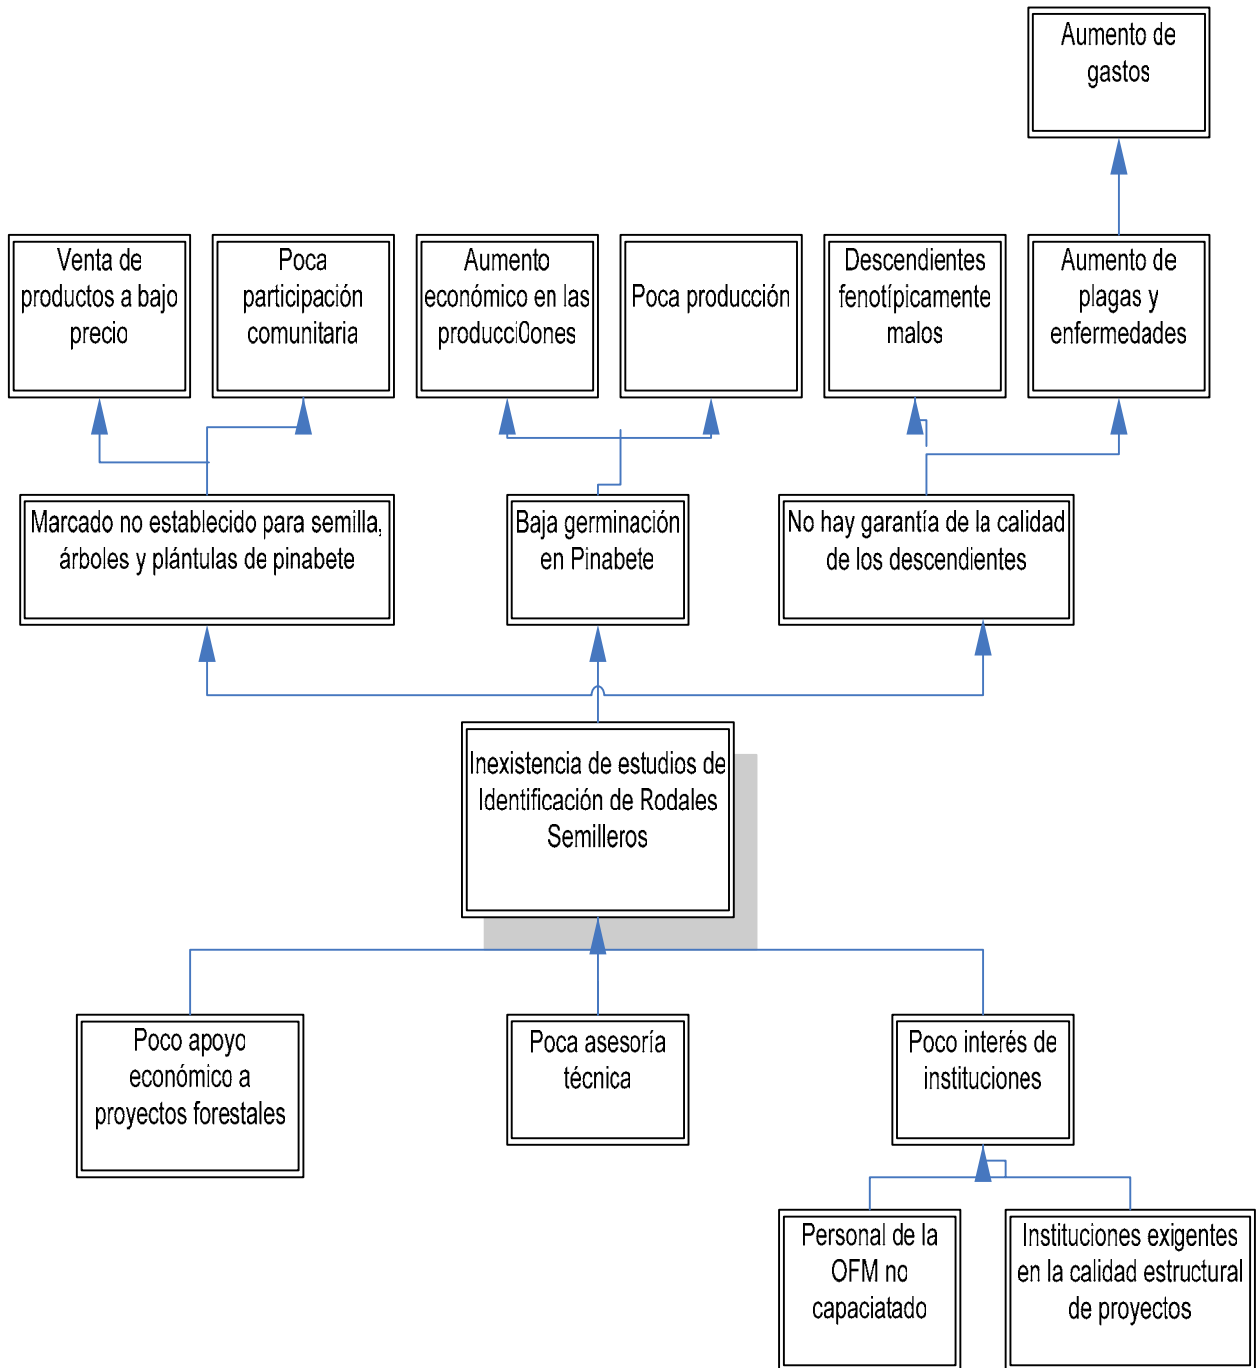 Aumento de
gastos
Venta de
productos a bajo
precio
Poca
participación
comunitaria
Aumento
económico en las
producci0ones
Poca producción
Descendientes
fenotípicamente
malos
Aumento de
plagas y
enfermedades
Marcado no establecido para semilla,
árboles y plántulas de pinabete
Baja germinación
en Pinabete
No hay garantía de la calidad
de los descendientes
Inexistencia de estudios de
Identificación de Rodales
Semilleros
Poco apoyo
económico a
proyectos forestales
Poca asesoría
técnica
Poco interés de
instituciones
Personal de la
OFM no
capaciatado
Instituciones exigentes
en la calidad estructural
de proyectos